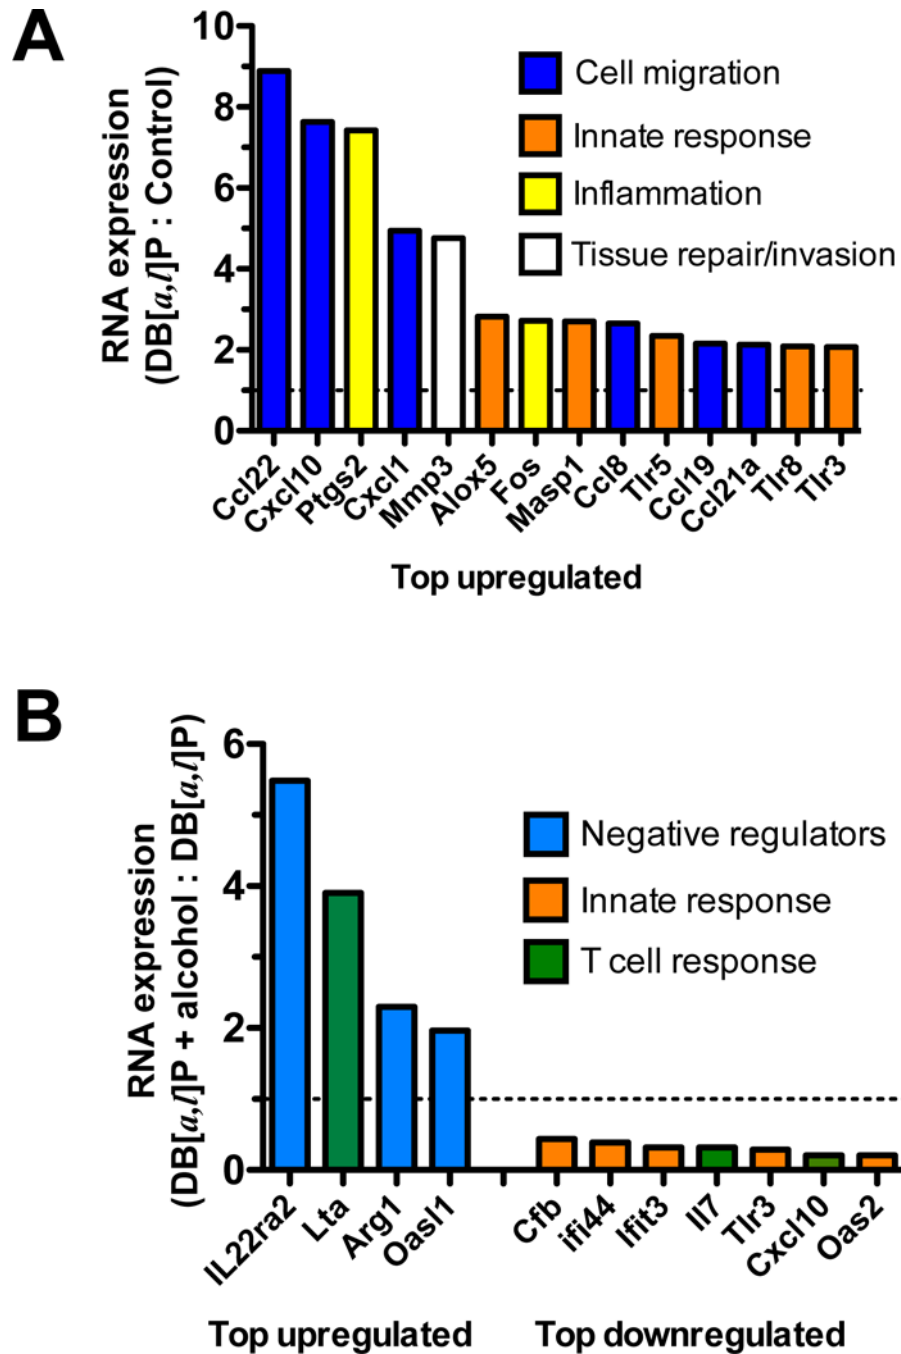 A
RNA expression
(DB[a,l]P : Control)
10
8
6
4
2
0
Cell migration
Innate response
Inflammation
Tissue repair/invasion
Ccl22
Cxcl10
Ptgs2
Cxcl1
Mmp3
Alox5
Fos
Masp1
Ccl8
Tlr5
Ccl19
Ccl21a
Tlr8
Tlr3
Top upregulated
B
RNA expression
(DB[a,l]P + alcohol : DB[a,l]P)
6
4
2
0
Negative regulators
Innate response
T cell response
IL22ra2
Lta
Arg1
Oasl1
Cfb
ifi44
Ifit3
Il7
Tlr3
Cxcl10
Oas2
Top upregulated
Top downregulated